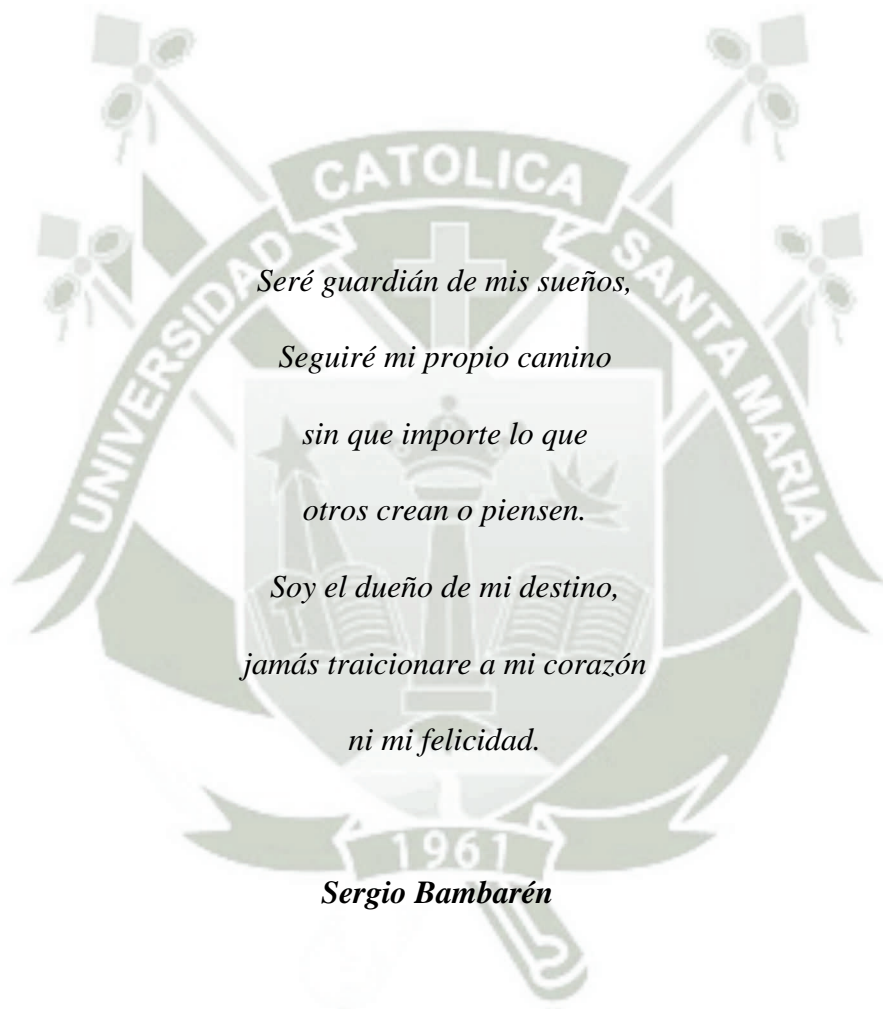 CATOLICA
UNIVERSIDAD
SANTA MARIA
Seré guardián de mis sueños,
Seguiré mi propio camino
sin que importe lo que
otros crean o piensen.
Soy el dueño de mi destino,
jamás traicionare a mi corazón
ni mi felicidad.
1961
Sergio Bambarén